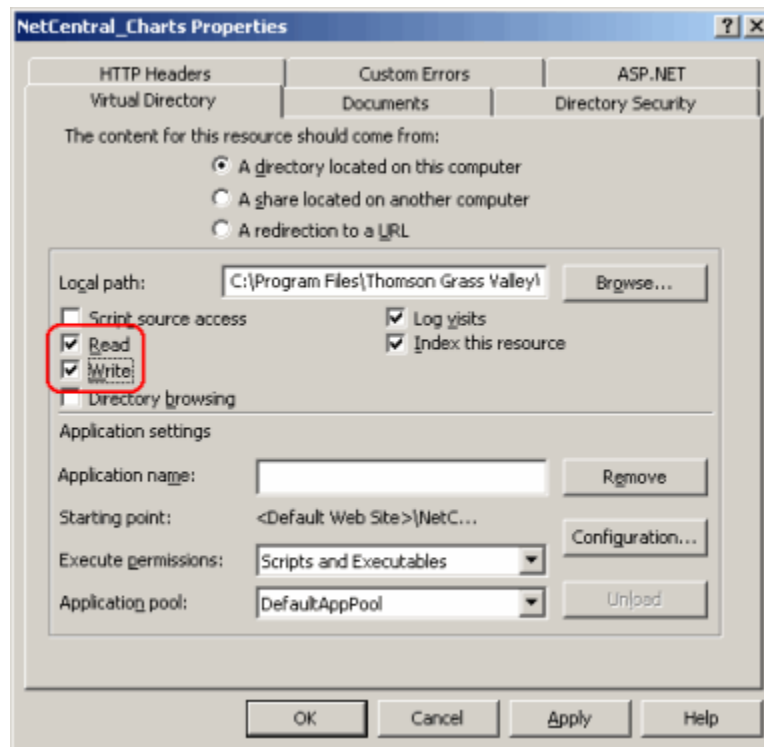 NetCentral_Charts Properties
HTTP Headers Custom Errors ASP.NET
Virtual Directory Documents Directory Security
The content for this resource should come from:
A directory located on this computer
A share located on another computer
A redirection to a URL
Local path: C:\Program Files\Thomson Grass Valley\ Browse...
Script source access Log visits
Read Index this resource
Write
Directory browsing
Application settings
Application name: Remove
Starting point: <Default Web Site>\NetC...
Configuration...
Execute permissions: Scripts and Executables
Application pool: DefaultAppPool Unload
OK Cancel Apply Help